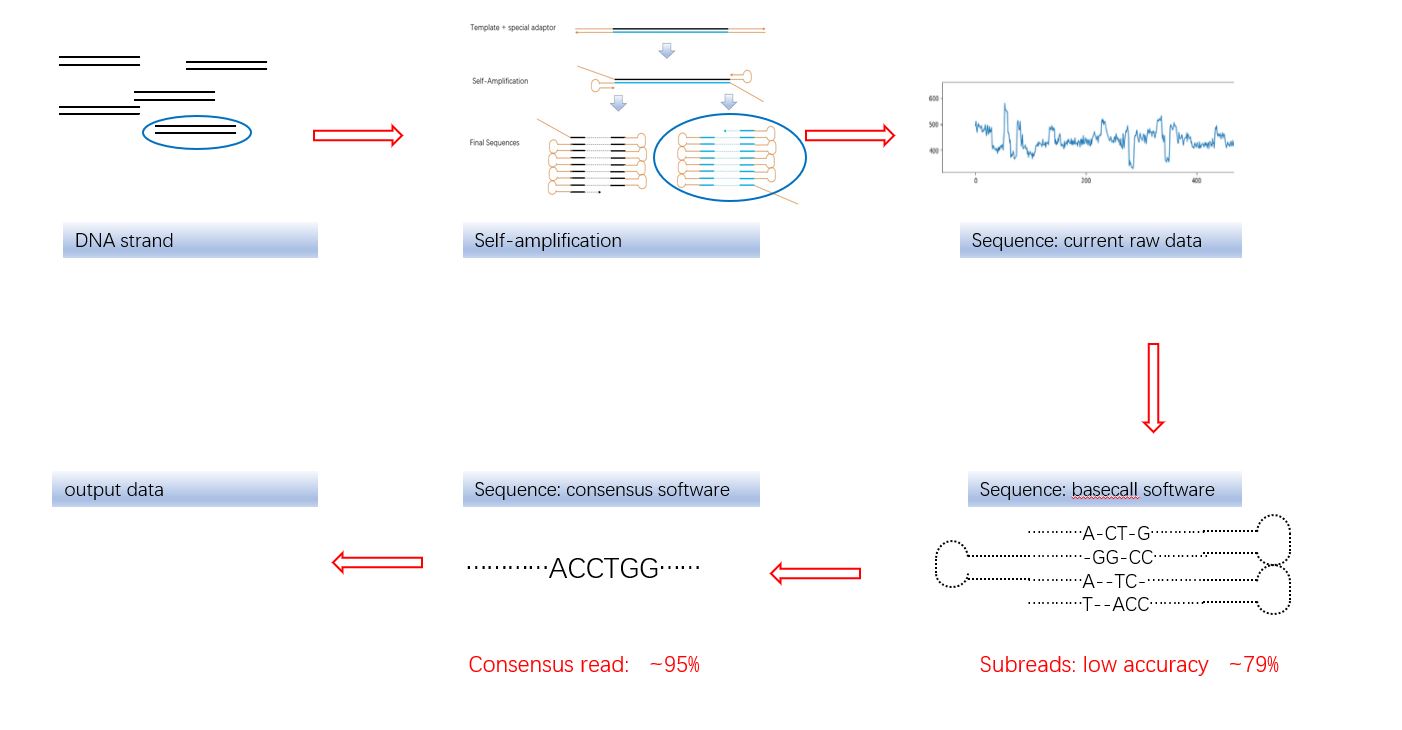 Template + special adaptor
Self-Amplification
Final Sequences
600
500
400
0
200
400
DNA strand
Self-amplification
Sequence: current raw data
output data
Sequence: consensus software
Sequence: basecall software
············ACCTGG······
··········A-CT-G··········
··········-GG-CC··········
··········A--TC-··········
··········T--ACC··········
Consensus read: ~95%
Subreads: low accuracy ~79%